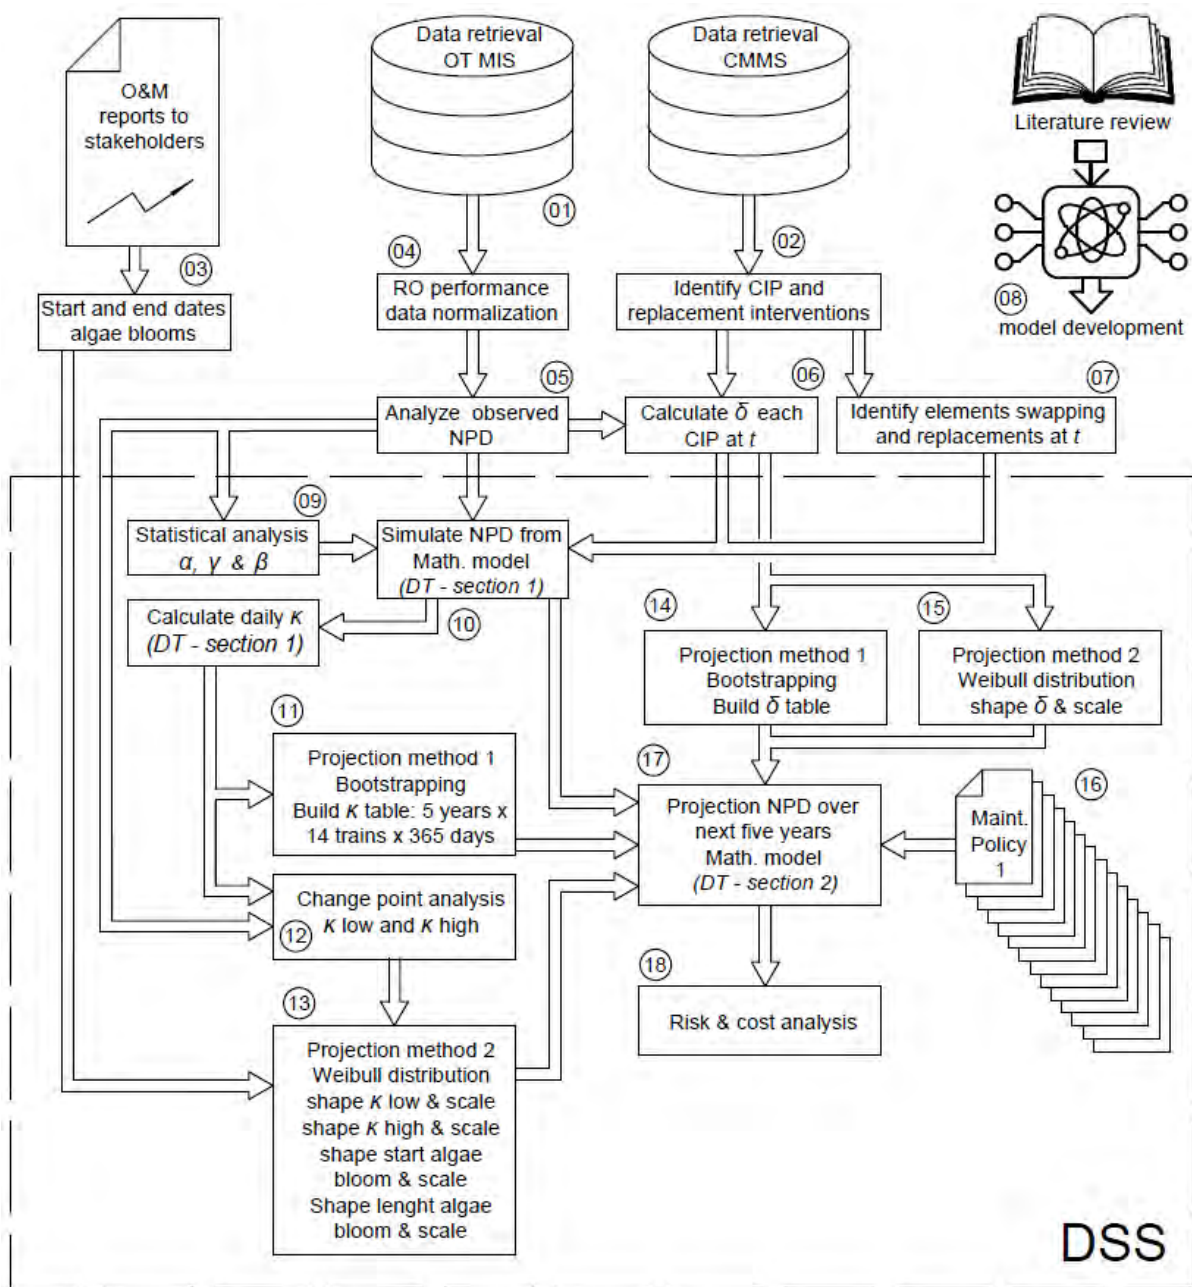 O&M
reports to
stakeholders
Data retrieval
OT MIS
Data retrieval
CMMS
Literature review
01
02
03
04
08
model development
Start and end dates
algae blooms
RO performance
data normalization
Identify CIP and
replacement interventions
05
06
07
Analyze observed
NPD
Calculate δ each
CIP at t
Identify elements swapping
and replacements at t
09
Statistical analysis
α, γ & β
Simulate NPD from
Math. model
(DT - section 1)
10
Calculate daily κ
(DT - section 1)
14
Projection method 1
Bootstrapping
Build δ table
15
Projection method 2
Weibull distribution
shape δ & scale
11
Projection method 1
Bootstrapping
Build κ table: 5 years x
14 trains x 365 days
17
Projection NPD over
next five years
Math. model
(DT - section 2)
16
Maint.
Policy
1
Change point analysis
κ low and κ high
12
18
Risk & cost analysis
13
Projection method 2
Weibull distribution
shape κ low & scale
shape κ high & scale
shape start algae
bloom & scale
Shape lenght algae
bloom & scale
DSS